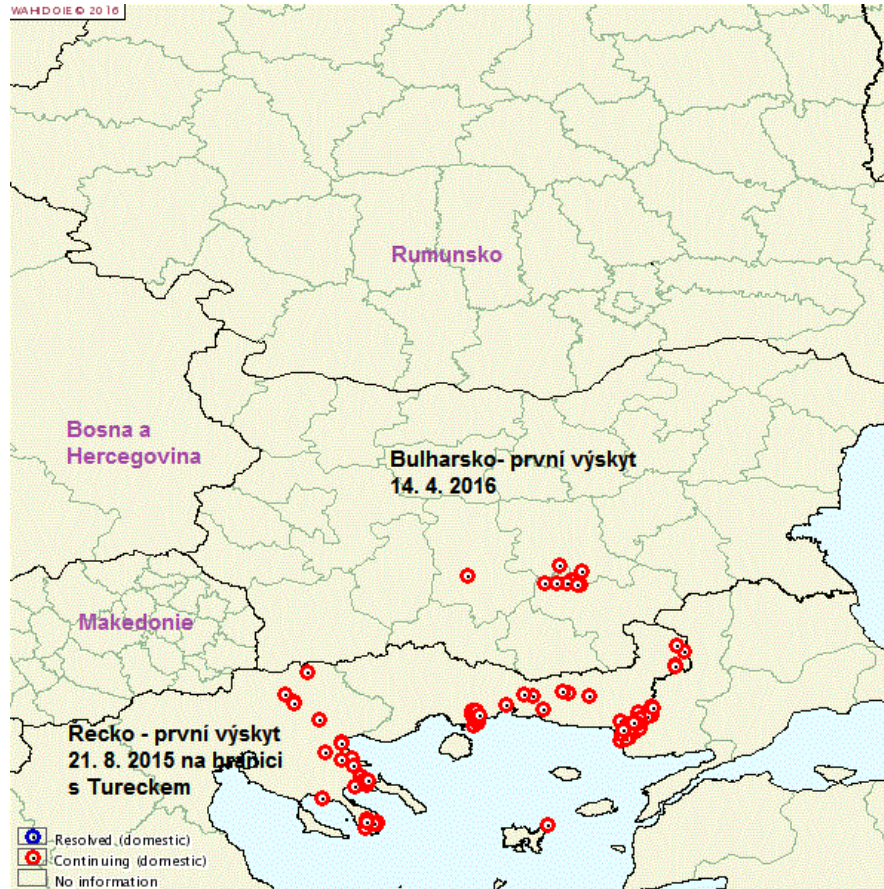 WAHID OIE © 2016
Rumunsko
Bosna a
Hercegovina
Bulharsko- první výskyt
14. 4. 2016
Makedonie
Řecko - první výskyt
21. 8. 2015 na hranici
s Tureckem
Resolved (domestic)
Continuing (domestic)
No information